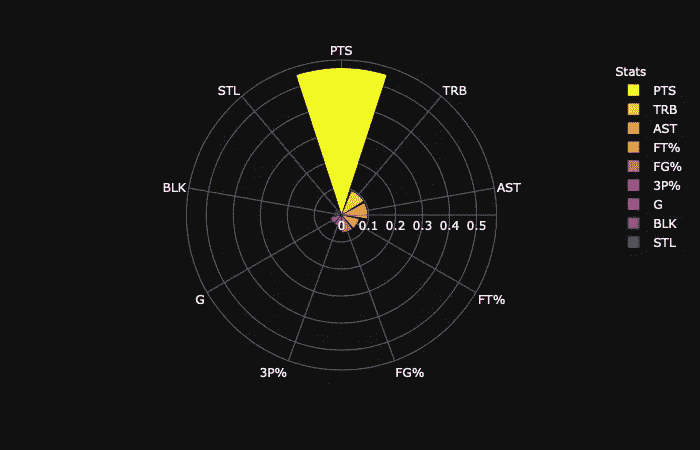 PTS
STL
TRB
BLK
AST
0 0.1 0.2 0.3 0.4 0.5
G
FT%
3P%
FG%
Stats
PTS
TRB
AST
FT%
FG%
3P%
G
BLK
STL